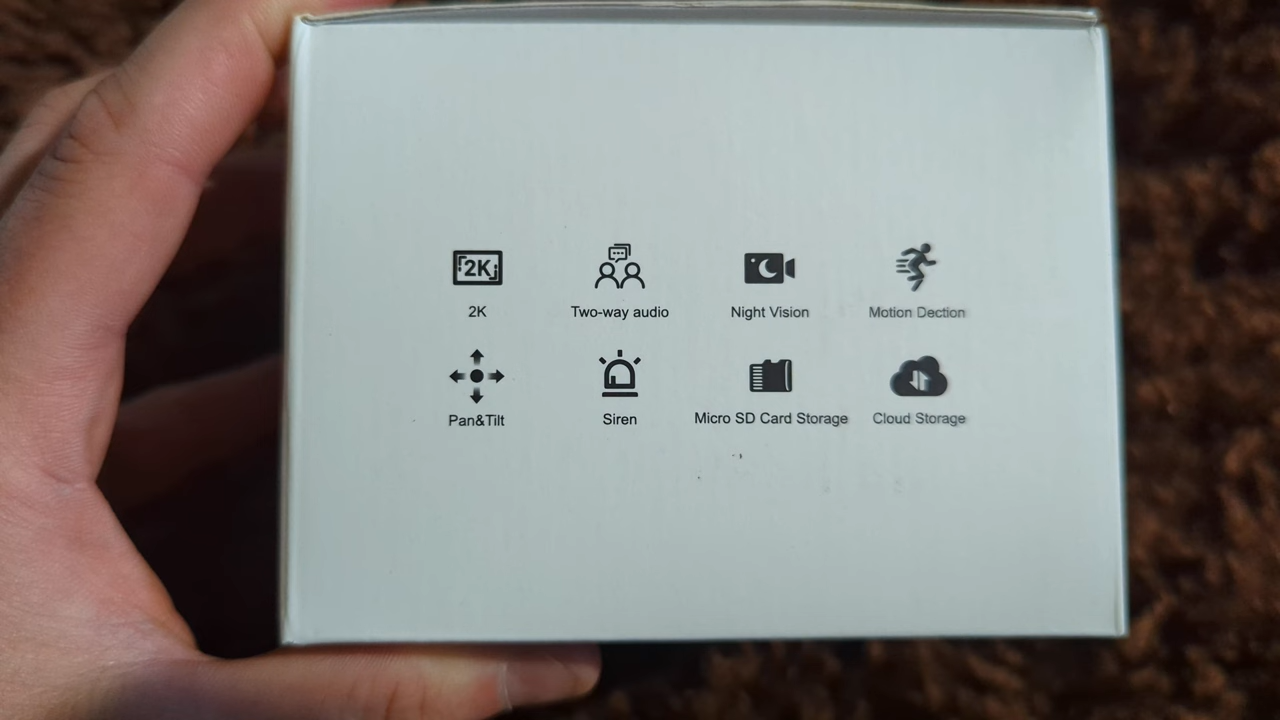 2K
2K
Two-way audio
Night Vision
Motion Dection
Pan&Tilt
Siren
Micro SD Card Storage
Cloud Storage